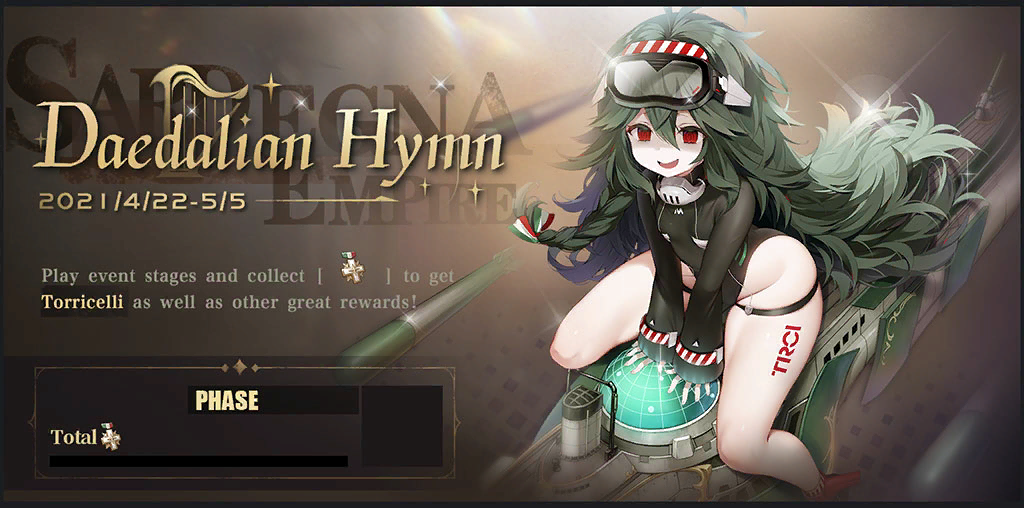 SARDEGNA
EMPIRE
Daedalian Hymn
2021/4/22-5/5
Play event stages and collect [ ] to get
Torricelli as well as other great rewards!
PHASE
Total
TRCI